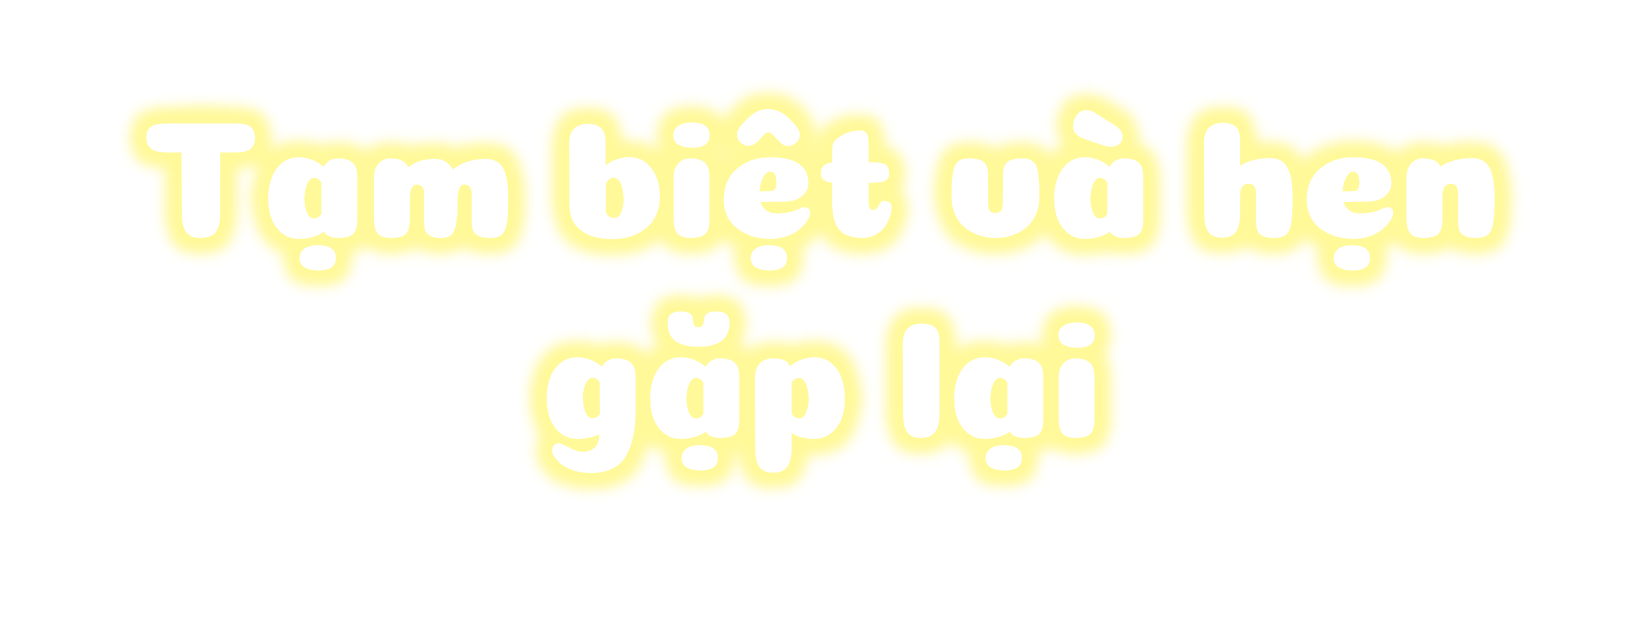 Tạm biệt và hẹn
gặp lại